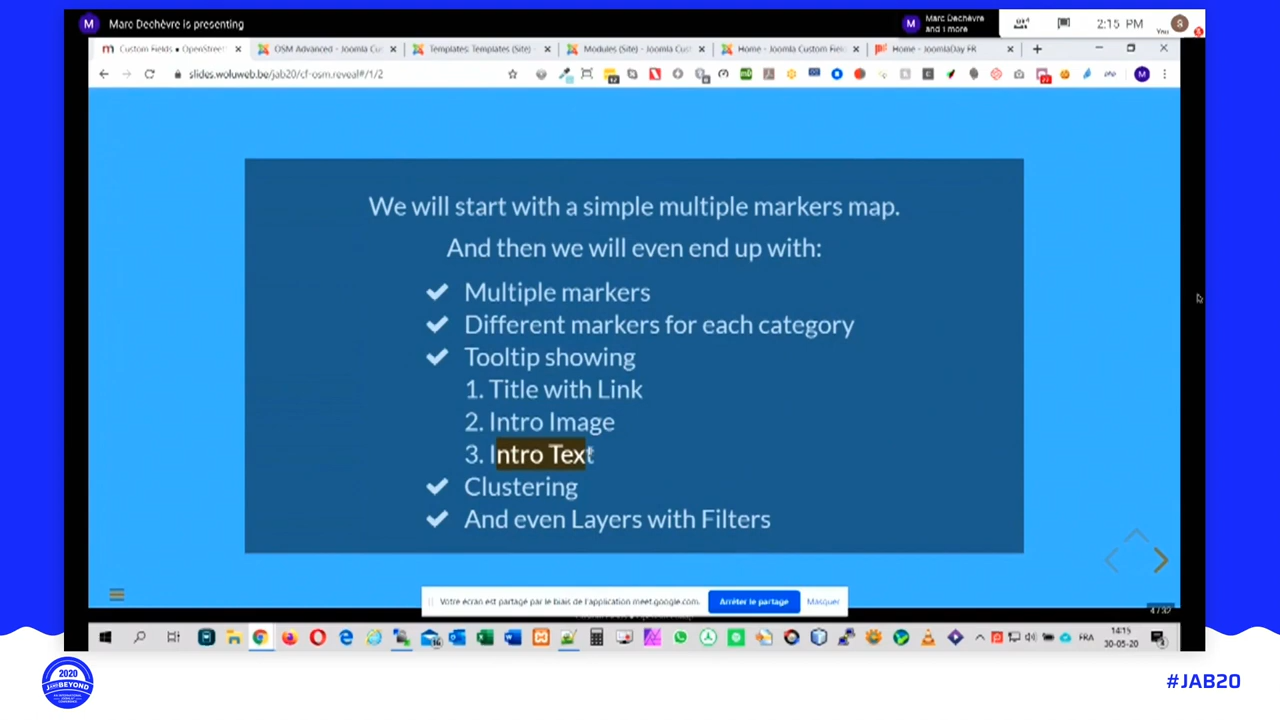 M Marc Dechèvre is presenting
M Marc Dechèvre
and 1 more
2:15 PM
You
S
Custom Fields • OpenStree
OSM Advanced - Joomla Cu
Templates: Templates (Site) -
Modules (Site) - Joomla Cust
Home - Joomla Custom Fiel
Home - JoomlaDay FR
slides.woluweb.be/jab20/cf-osm.reveal#/1/2
M
We will start with a simple multiple markers map.
And then we will even end up with:
Multiple markers
Different markers for each category
Tooltip showing
1. Title with Link
2. Intro Image
3. Intro Text
Clustering
And even Layers with Filters
Votre écran est partagé par le biais de l'application meet.google.com.
Arrêter le partage
Masquer
4 / 37
FRA
14:15
30-05-20
2020
BEYOND
#JAB20